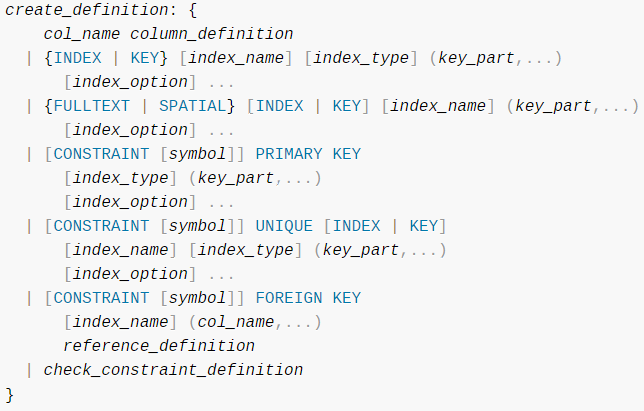 create_definition: {
    col_name column_definition
  | {INDEX | KEY} [index_name] [index_type] (key_part,...)
      [index_option] ...
  | {FULLTEXT | SPATIAL} [INDEX | KEY] [index_name] (key_part,...)
      [index_option] ...
  | [CONSTRAINT [symbol]] PRIMARY KEY
      [index_type] (key_part,...)
      [index_option] ...
  | [CONSTRAINT [symbol]] UNIQUE [INDEX | KEY]
      [index_name] [index_type] (key_part,...)
      [index_option] ...
  | [CONSTRAINT [symbol]] FOREIGN KEY
      [index_name] (col_name,...)
      reference_definition
  | check_constraint_definition
}